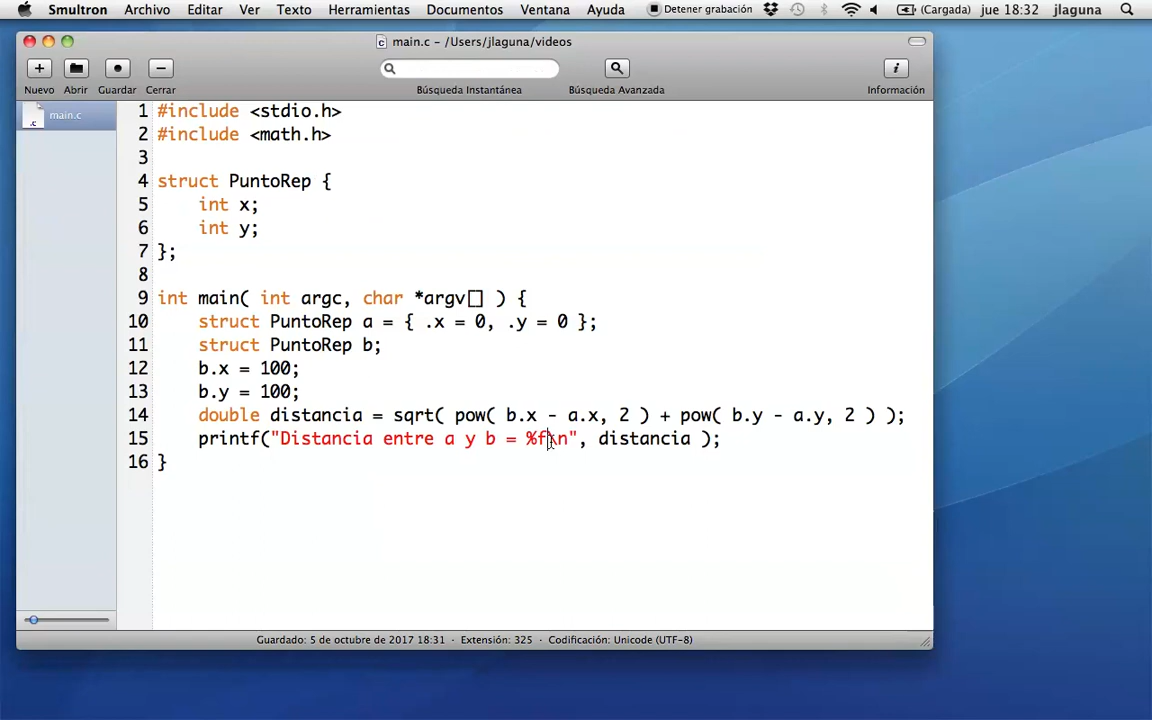 Smultron Archivo Editar Ver Texto Herramientas Documentos Ventana Ayuda Detener grabación (Cargada) jue 18:32 jlaguna
main.c – /Users/jlaguna/videos
Nuevo Abrir Guardar Cerrar Búsqueda Instantánea Búsqueda Avanzada Información
main.c
1 #include <stdio.h>
2 #include <math.h>
3
4 struct PuntoRep {
5     int x;
6     int y;
7 };
8
9 int main( int argc, char *argv[] ) {
10     struct PuntoRep a = { .x = 0, .y = 0 };
11     struct PuntoRep b;
12     b.x = 100;
13     b.y = 100;
14     double distancia = sqrt( pow( b.x - a.x, 2 ) + pow( b.y - a.y, 2 ) );
15     printf("Distancia entre a y b = %f\n", distancia );
16 }
Guardado: 5 de octubre de 2017 18:31 • Extensión: 325 • Codificación: Unicode (UTF-8)